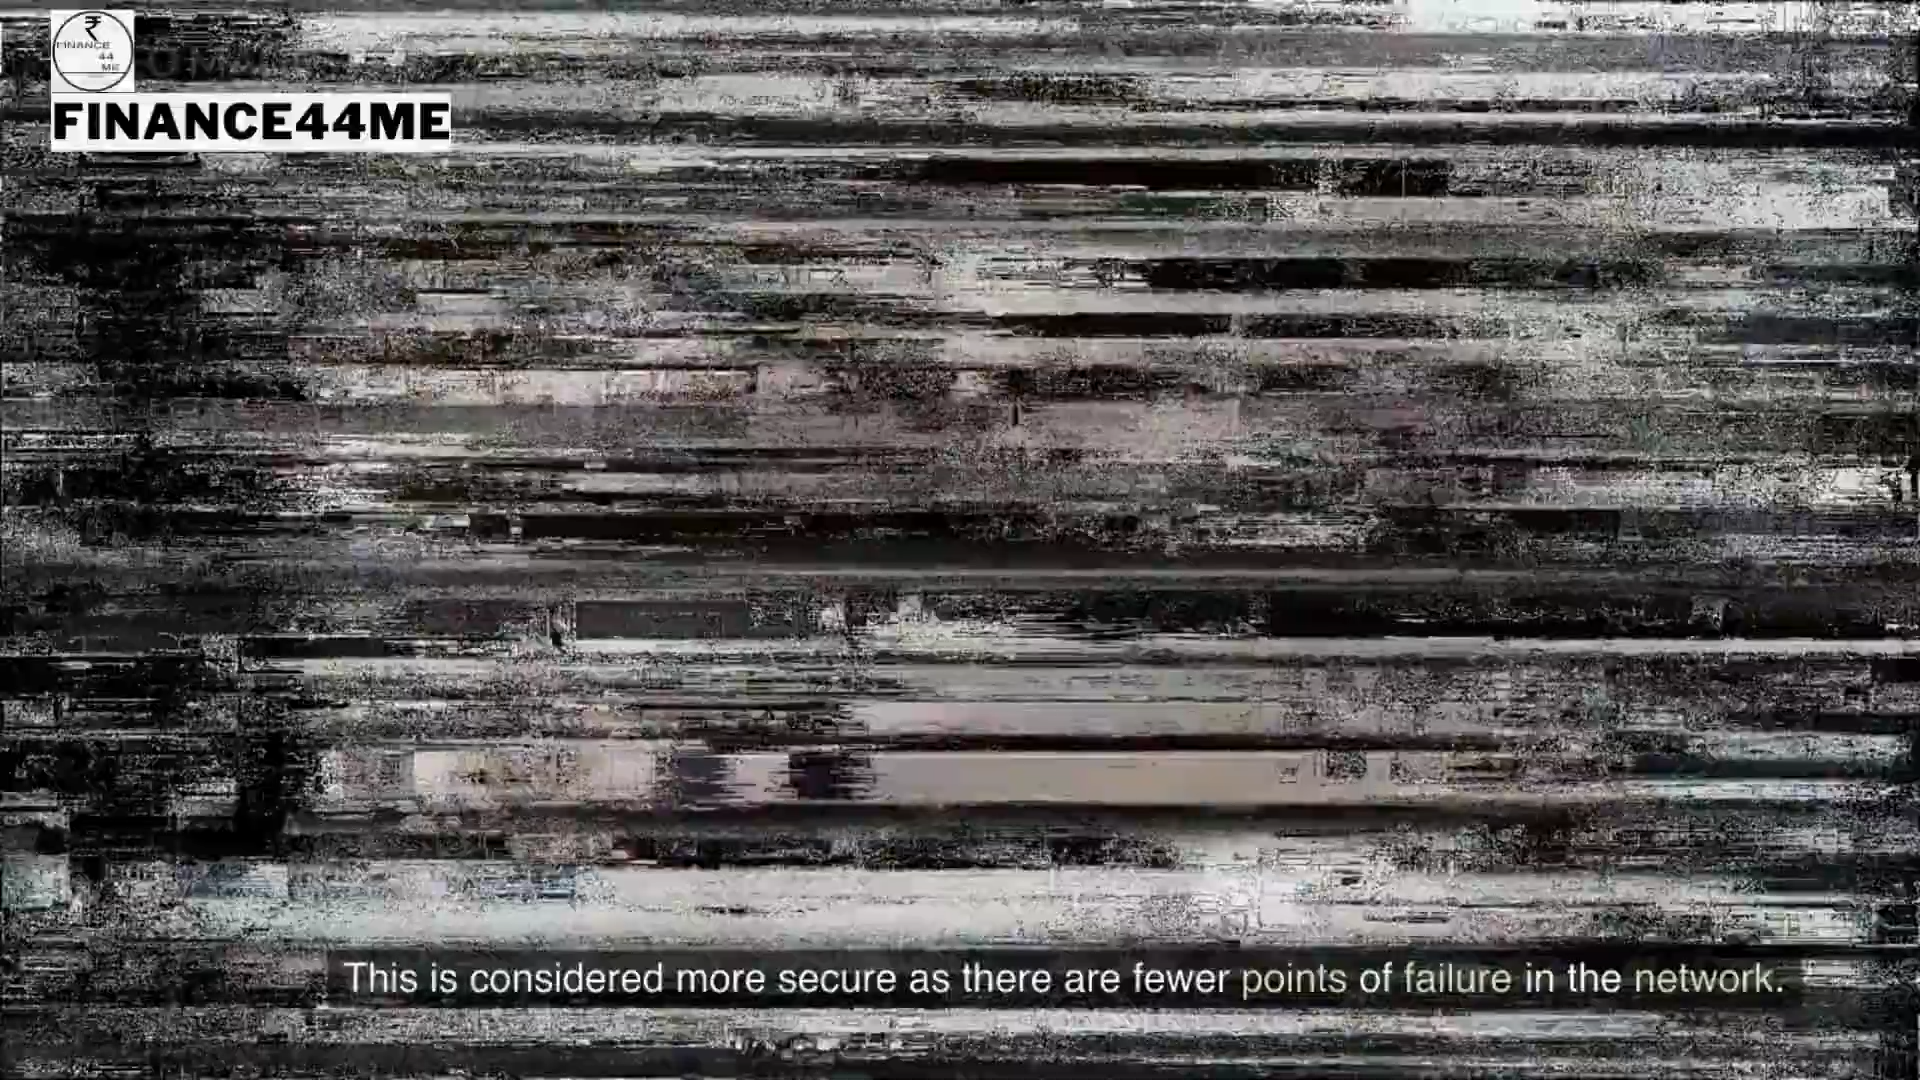 ₹
FINANCE
44
ME
FINANCE44ME
This is considered more secure as there are fewer points of failure in the network.